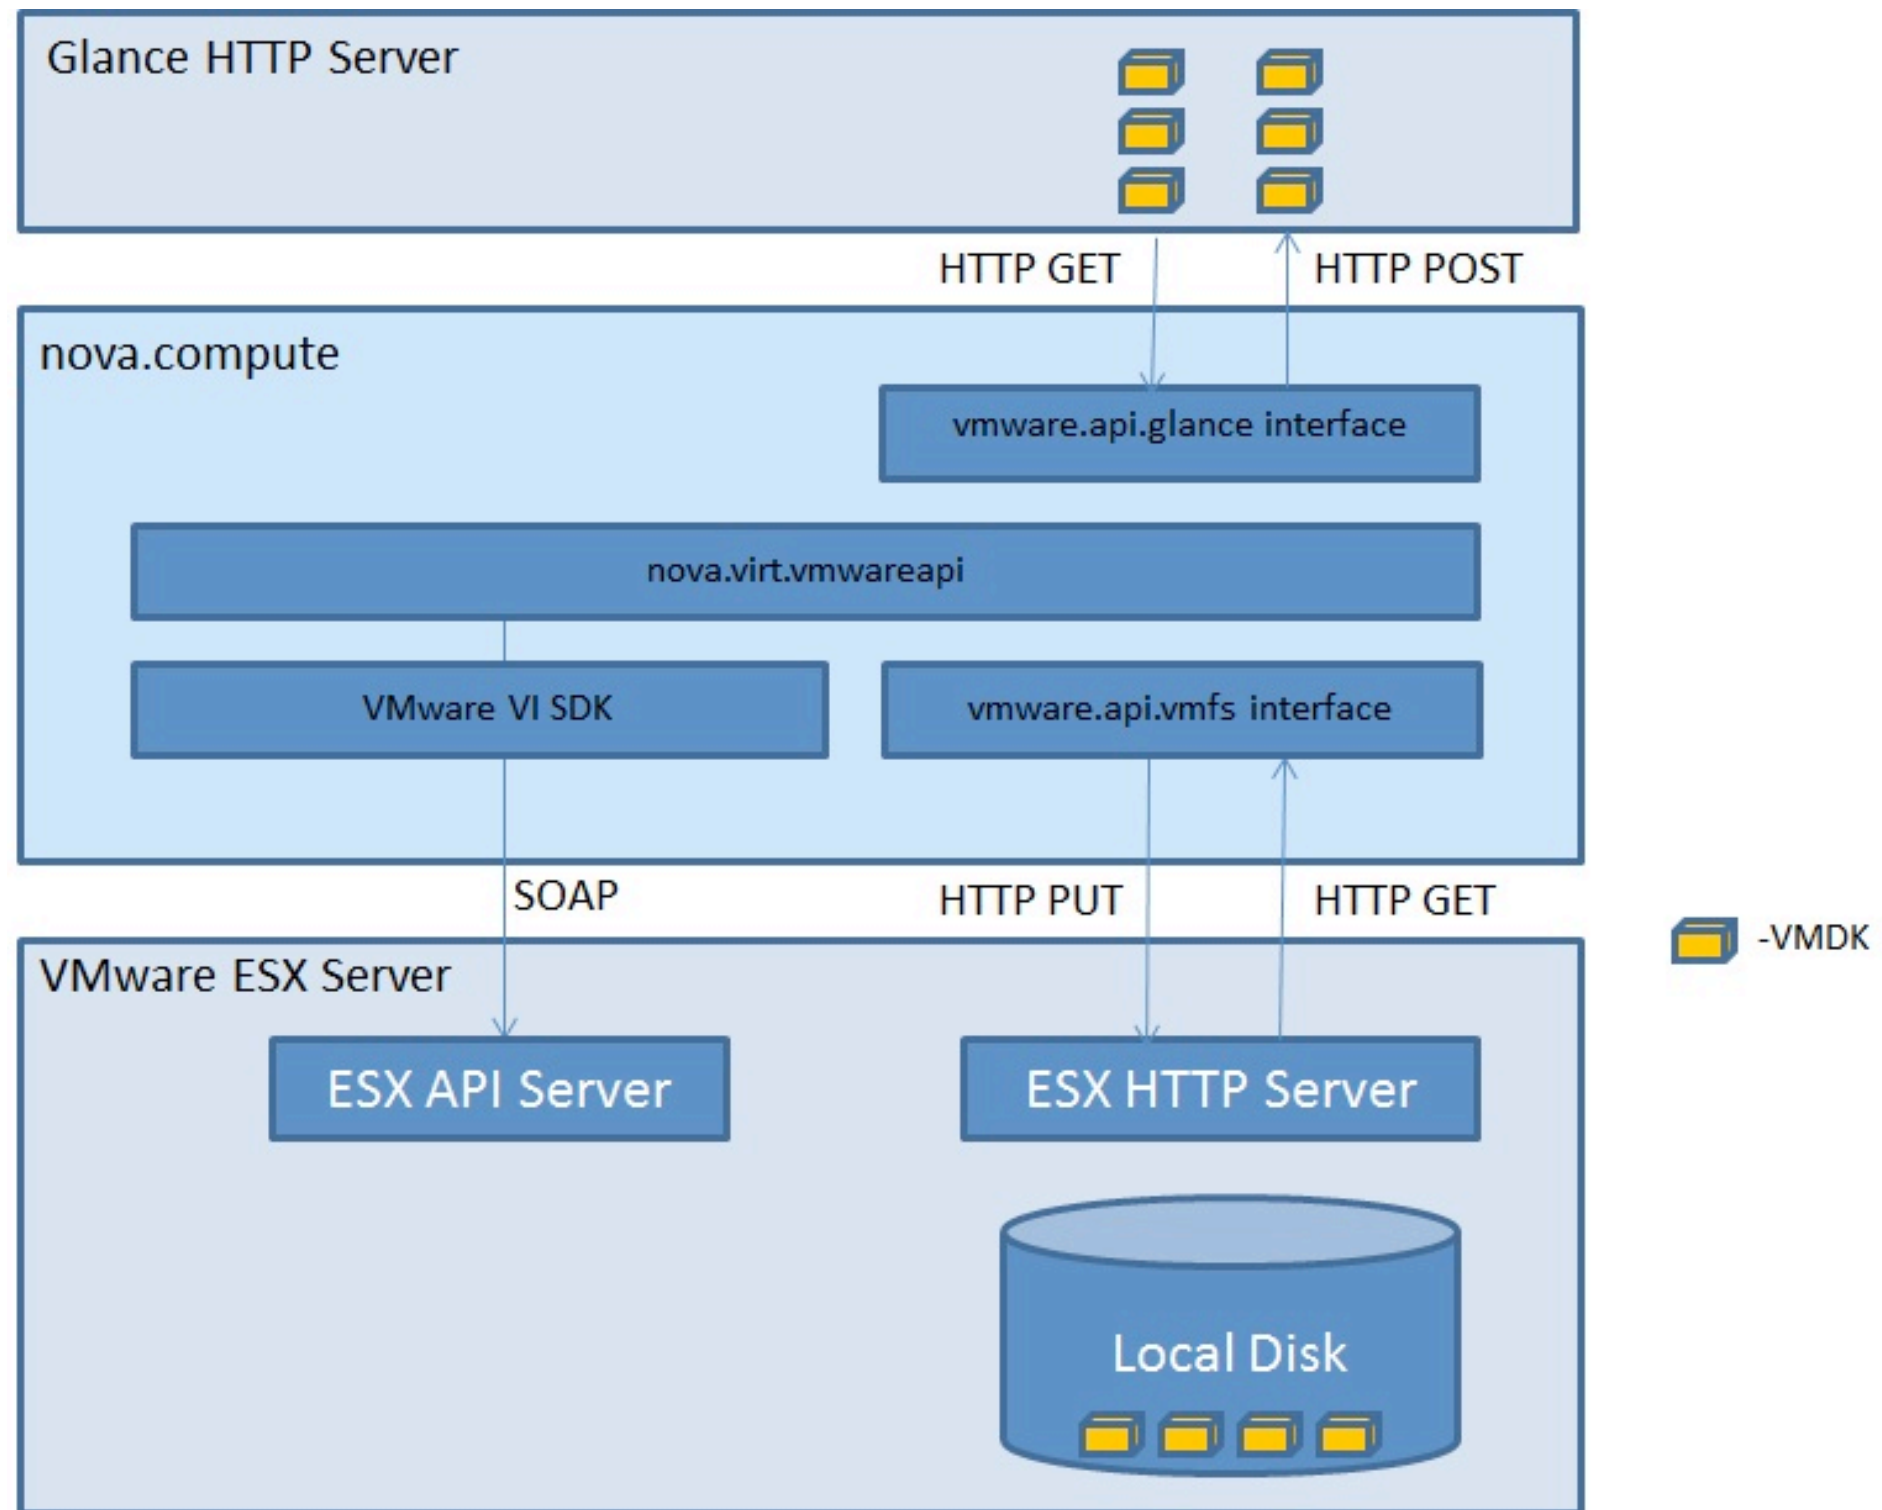 Glance HTTP Server
HTTP GET
HTTP POST
nova.compute
vmware.api.glance interface
nova.virt.vmwareapi
VMware VI SDK
vmware.api.vmfs interface
SOAP
HTTP PUT
HTTP GET
-VMDK
VMware ESX Server
ESX API Server
ESX HTTP Server
Local Disk